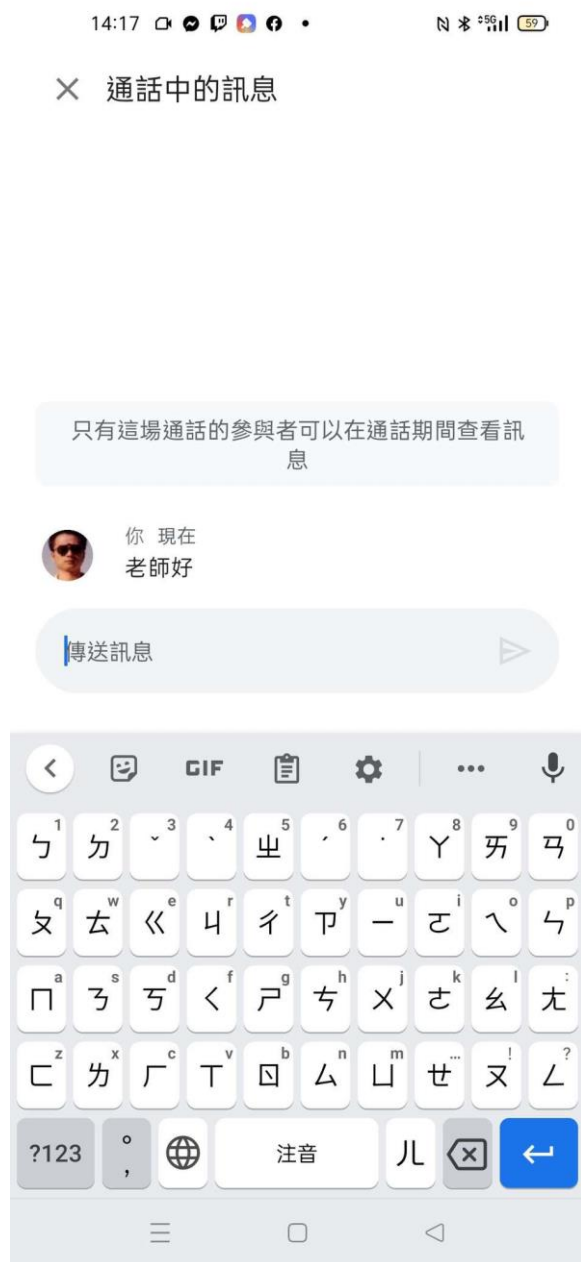 14:17 5G 59
通話中的訊息
只有這場通話的參與者可以在通話期間查看訊
息
你 現在
老師好
傳送訊息
GIF
ㄅ 1 ㄉ 2 ˇ 3 ˋ 4 ㄓ 5 ˊ 6 ˙ 7 ㄚ 8 ㄞ 9 ㄢ 0
ㄆ q ㄊ w ㄍ e ㄐ r ㄔ t ㄗ y ㄧ u ㄛ i ㄟ o ㄣ p
ㄇ a ㄋ s ㄎ d ㄑ f ㄕ g ㄘ h ㄨ j ㄜ k ㄠ l ㄤ :
ㄈ z ㄌ x ㄏ c ㄒ v ㄖ b ㄙ n ㄩ m ㄝ … ㄡ ! ㄥ ?
?123 ° , 注音 ㄦ